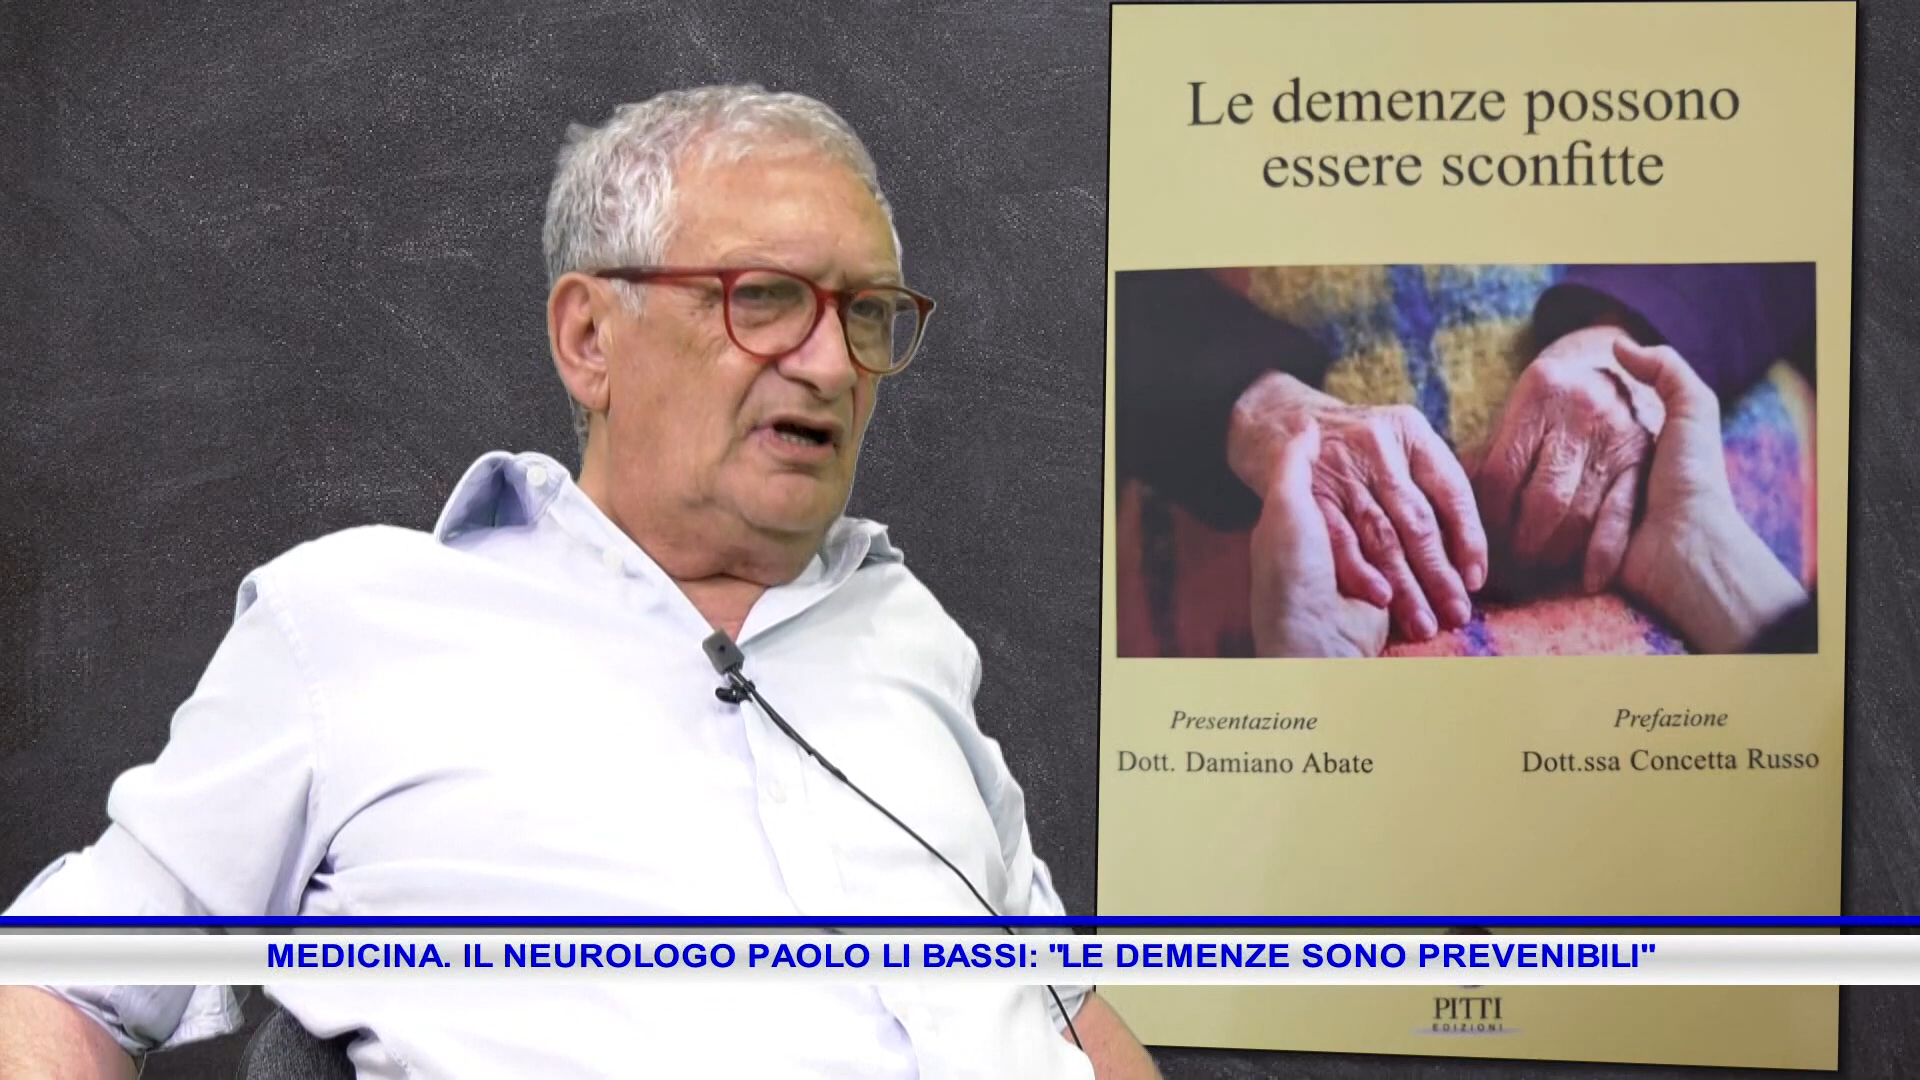 Le demenze possono
essere sconfitte
Presentazione
Dott. Damiano Abate
Prefazione
Dott.ssa Concetta Russo
MEDICINA. IL NEUROLOGO PAOLO LI BASSI: "LE DEMENZE SONO PREVENIBILI"
PITTI
EDIZIONI